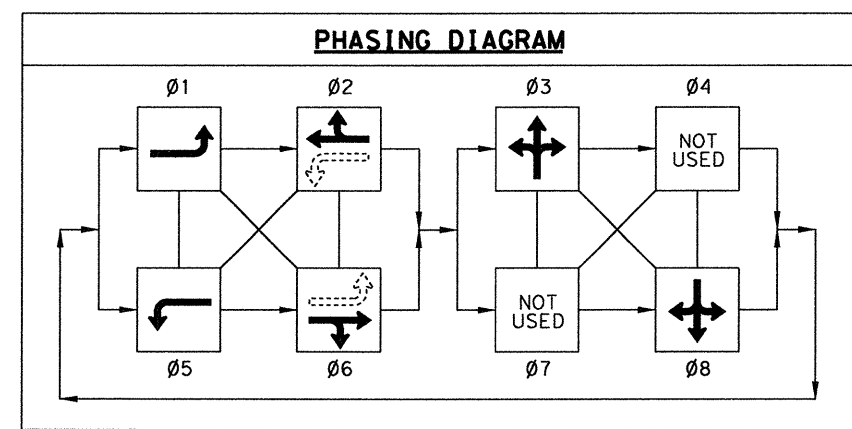 PHASING DIAGRAM
Ø1
Ø2
Ø3
Ø4
NOT
USED
NOT
USED
Ø5
Ø6
Ø7
Ø8